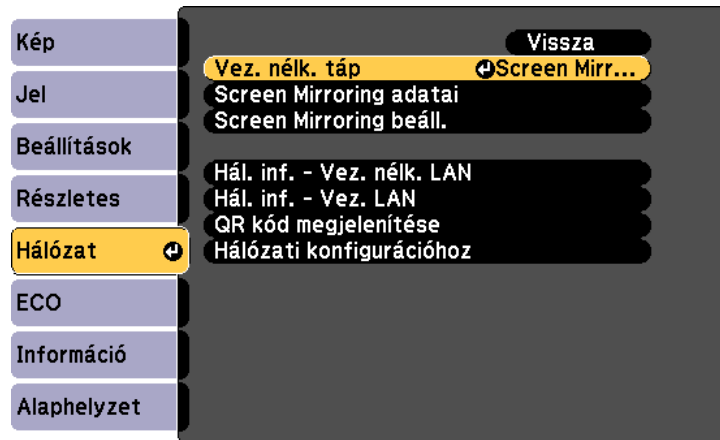 Kép
Jel
Beállítások
Részletes
Hálózat
ECO
Információ
Alaphelyzet
Vissza
Vez. nélk. táp Screen Mirr...
Screen Mirroring adatai
Screen Mirroring beáll.
Hál. inf. - Vez. nélk. LAN
Hál. inf. - Vez. LAN
QR kód megjelenítése
Hálózati konfigurációhoz